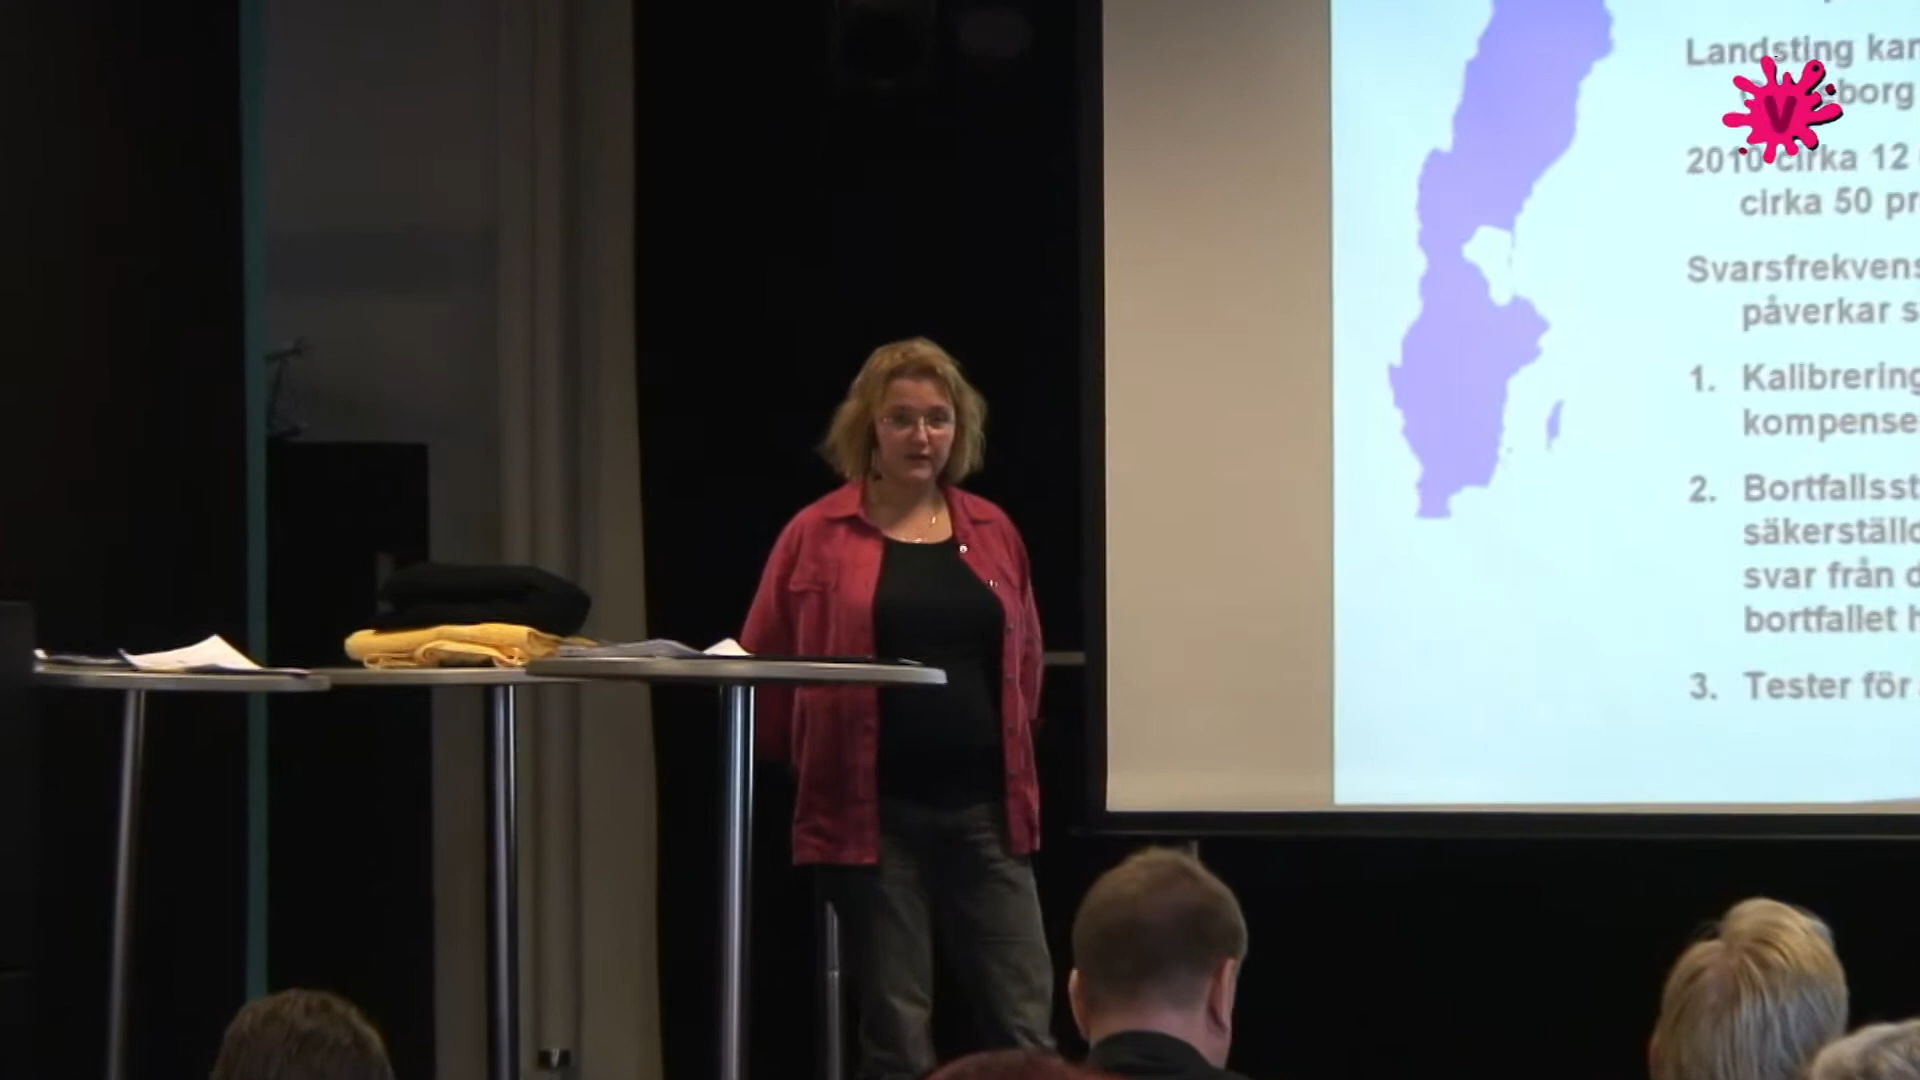 Landsting kan
V
2010 cirka 12
cirka 50 pr
Svarsfrekvens
påverkar s
1. Kalibrering
kompense
2. Bortfallsst
säkerställd
svar från d
bortfallet h
3. Tester för